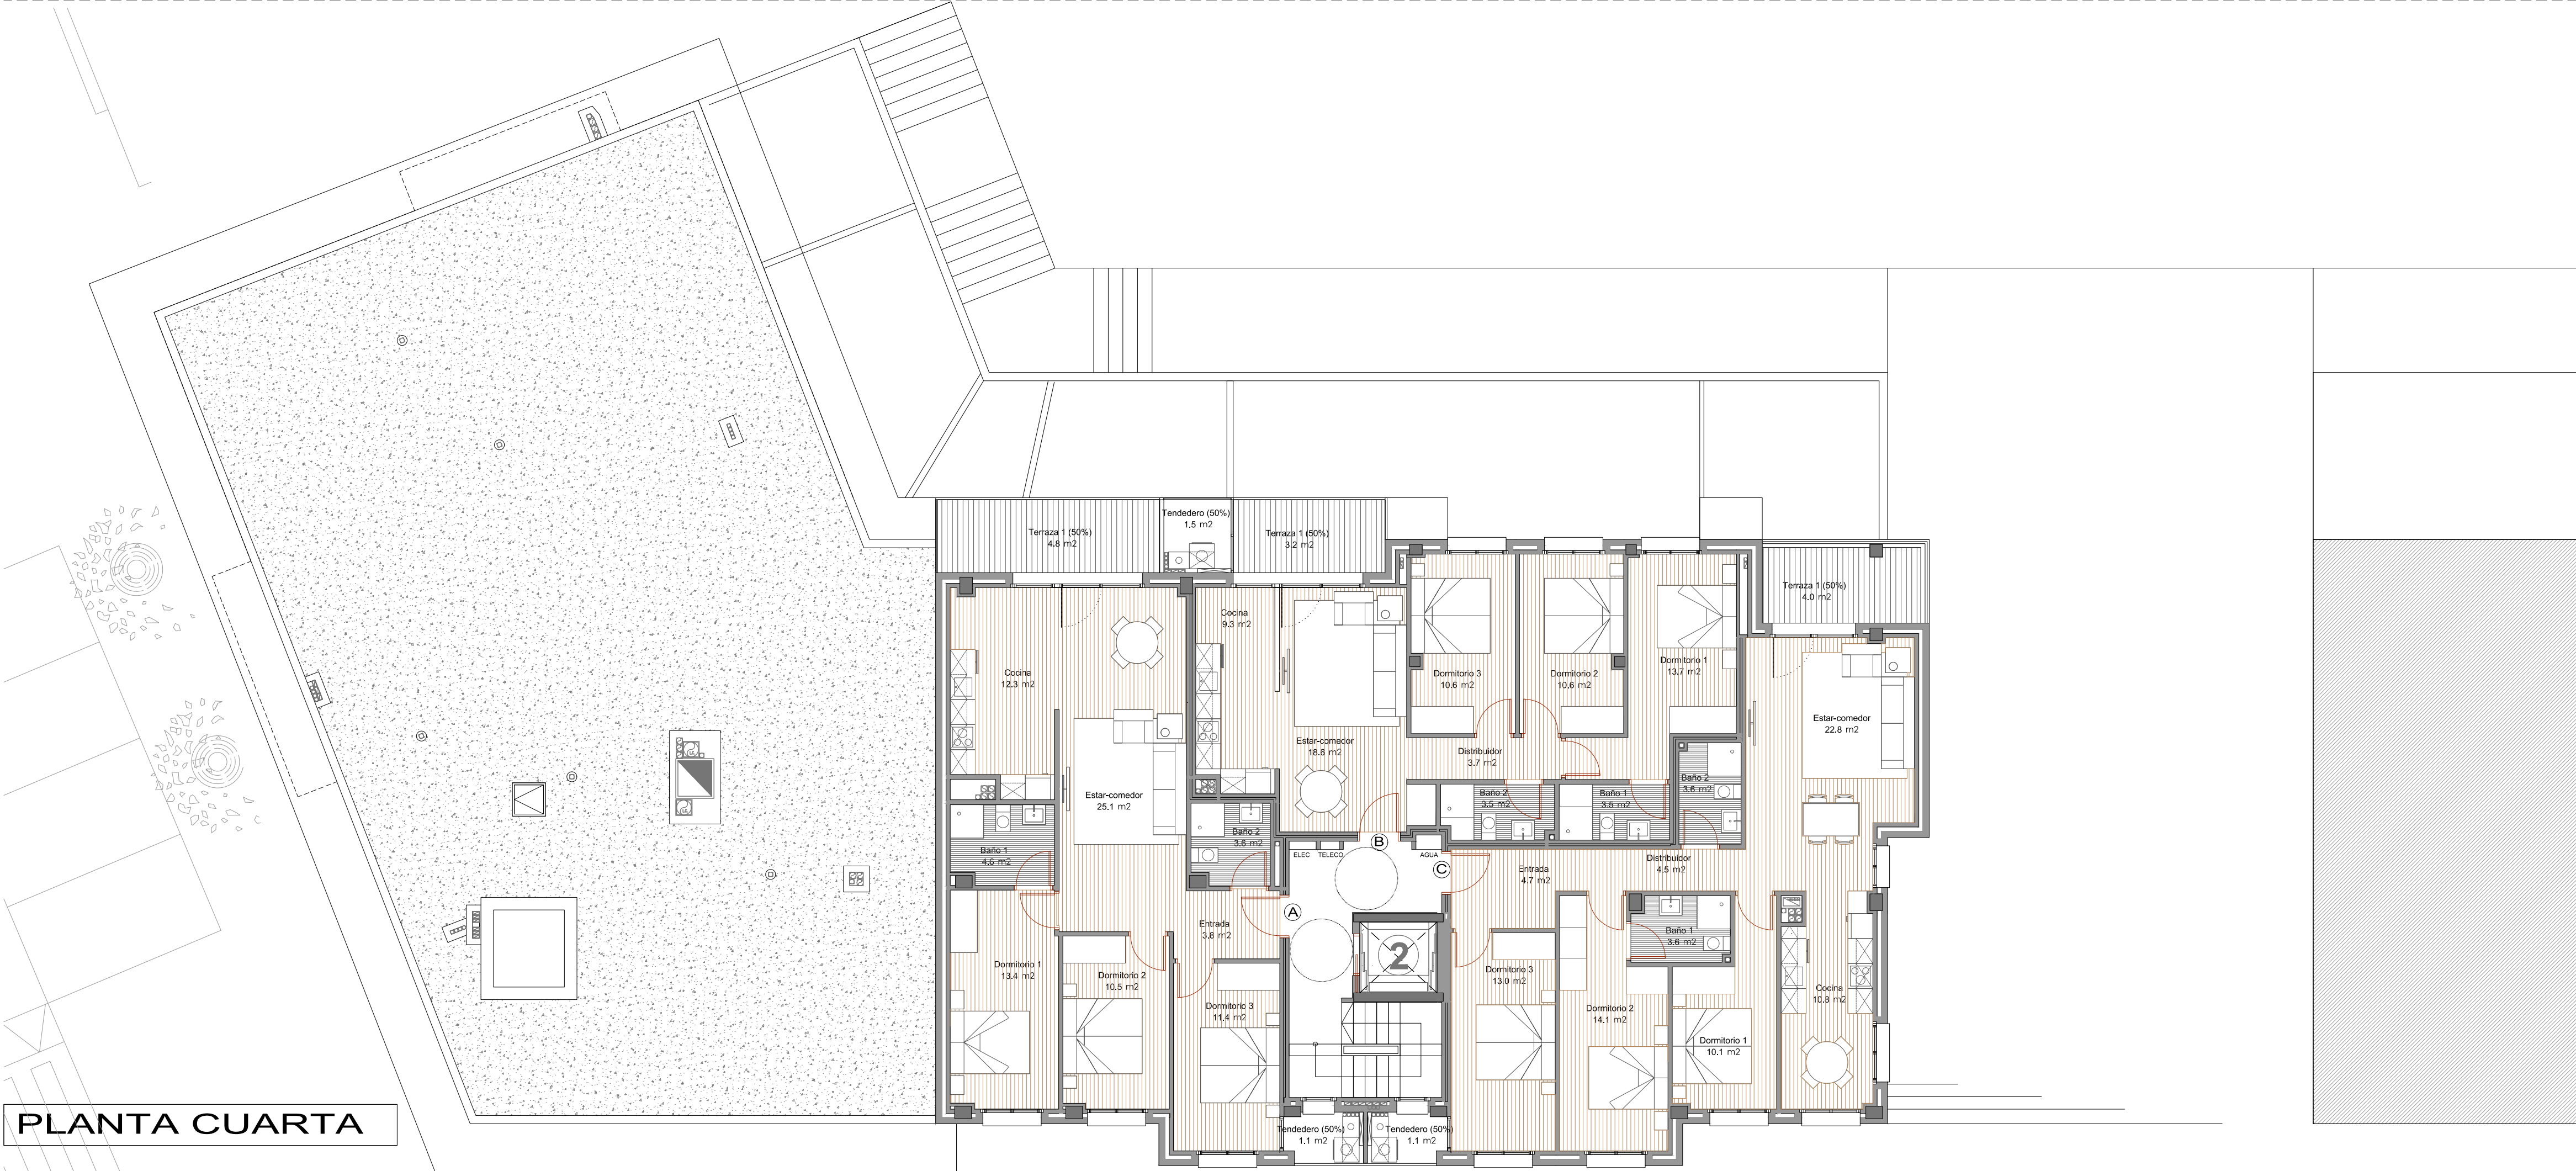 Tendedero (50%)
1.5 m2
Terraza 1 (50%)
4.8 m2
Terraza 1 (50%)
3.2 m2
Terraza 1 (50%)
4.0 m2
Cocina
9.3 m2
Cocina
12.3 m2
Dormitorio 3
10.6 m2
Dormitorio 2
10.6 m2
Dormitorio 1
13.7 m2
Estar-comedor
22.8 m2
Estar-comedor
18.6 m2
Distribuidor
3.7 m2
Estar-comedor
25.1 m2
Baño 2
3.5 m2
Baño 1
3.5 m2
Baño 2
3.6 m2
Baño 1
4.6 m2
Baño 2
3.6 m2
ELEC
TELECO
B
AGUA
C
Entrada
4.7 m2
Distribuidor
4.5 m2
A
Entrada
3.8 m2
2
Baño 1
3.6 m2
Dormitorio 1
13.4 m2
Dormitorio 2
10.5 m2
Dormitorio 3
11.4 m2
Dormitorio 3
13.0 m2
Dormitorio 2
14.1 m2
Dormitorio 1
10.1 m2
Cocina
10.8 m2
Tendedero (50%)
1.1 m2
Tendedero (50%)
1.1 m2
PLANTA CUARTA